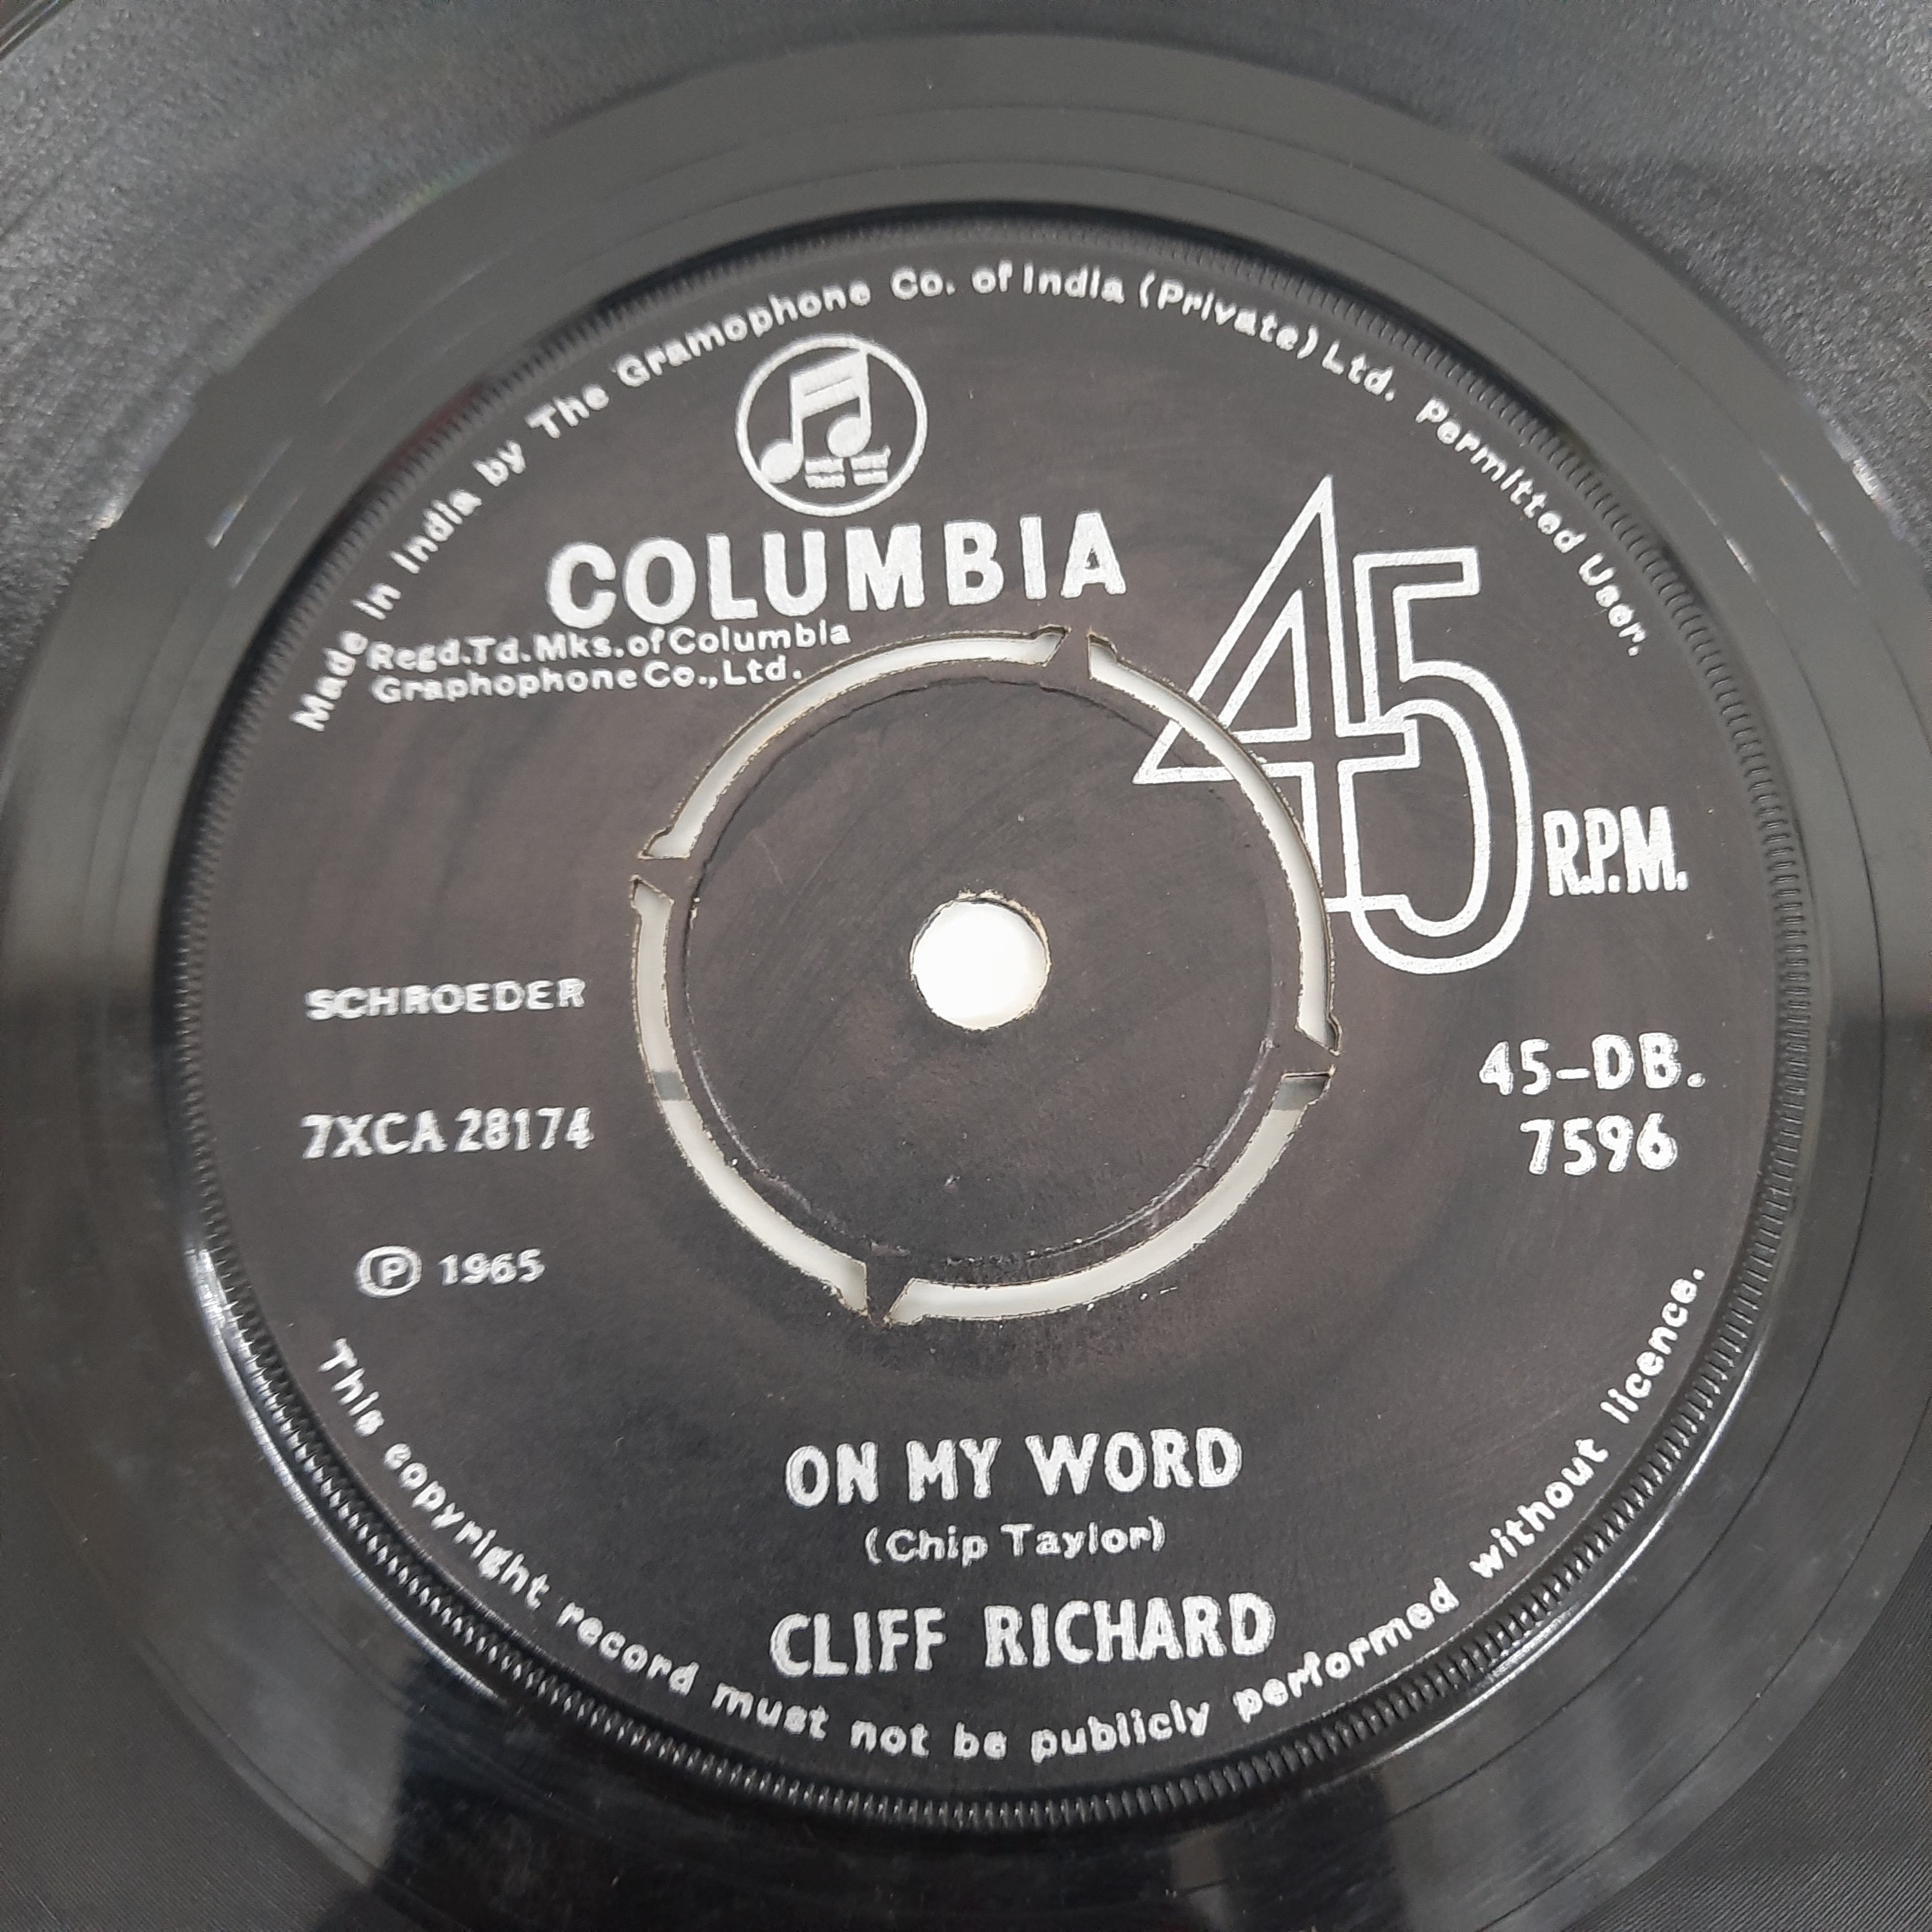 Made in India by The Gramophone Co. of India (Private) Ltd. Permitted User.
COLUMBIA
Regd.Td.Mks.of Columbia
Graphophone Co., Ltd.
45 R.P.M.
SCHROEDER
45-DB.
7XCA 28174
7596
℗ 1965
ON MY WORD
(Chip Taylor)
CLIFF RICHARD
This copyright record must not be publicly performed without licence.